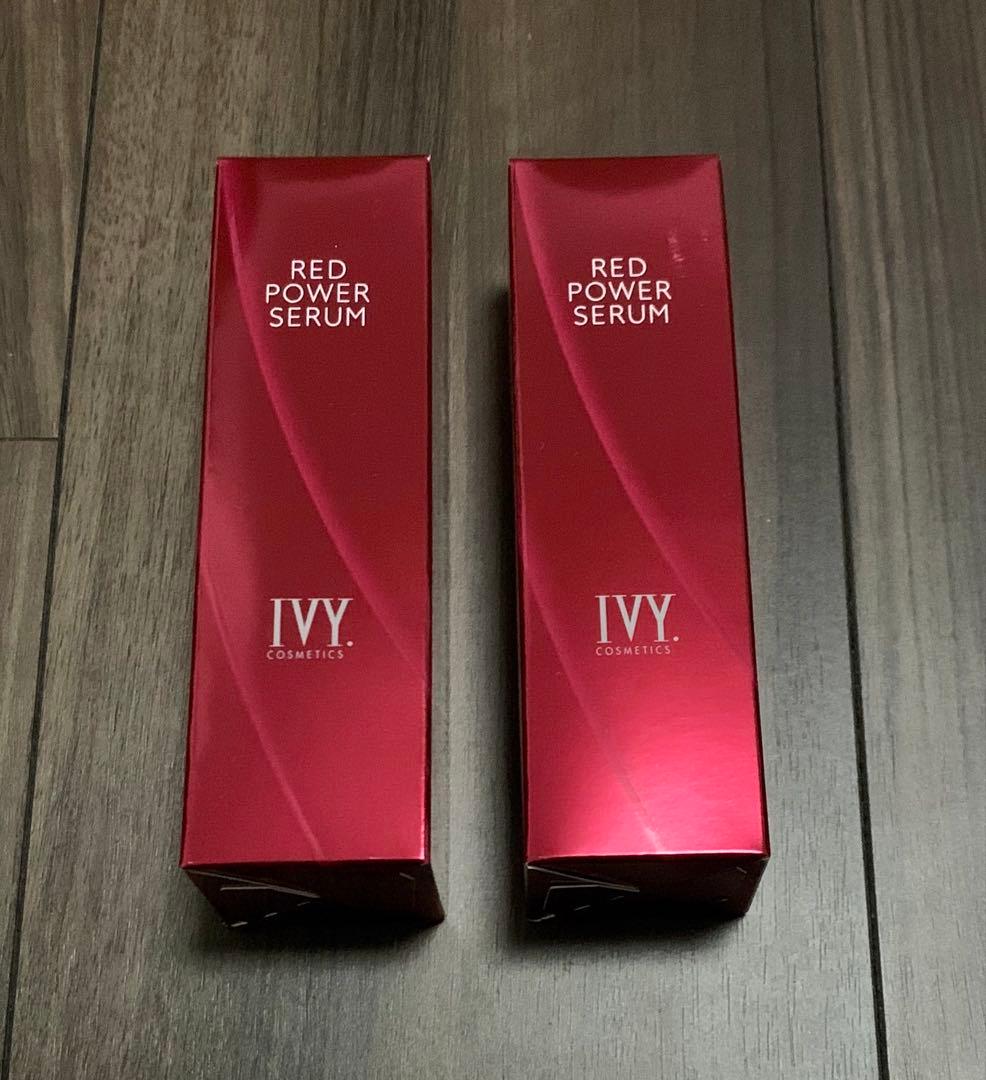 RED
POWER
SERUM
IVY.
COSMETICS
RED
POWER
SERUM
IVY.
COSMETICS